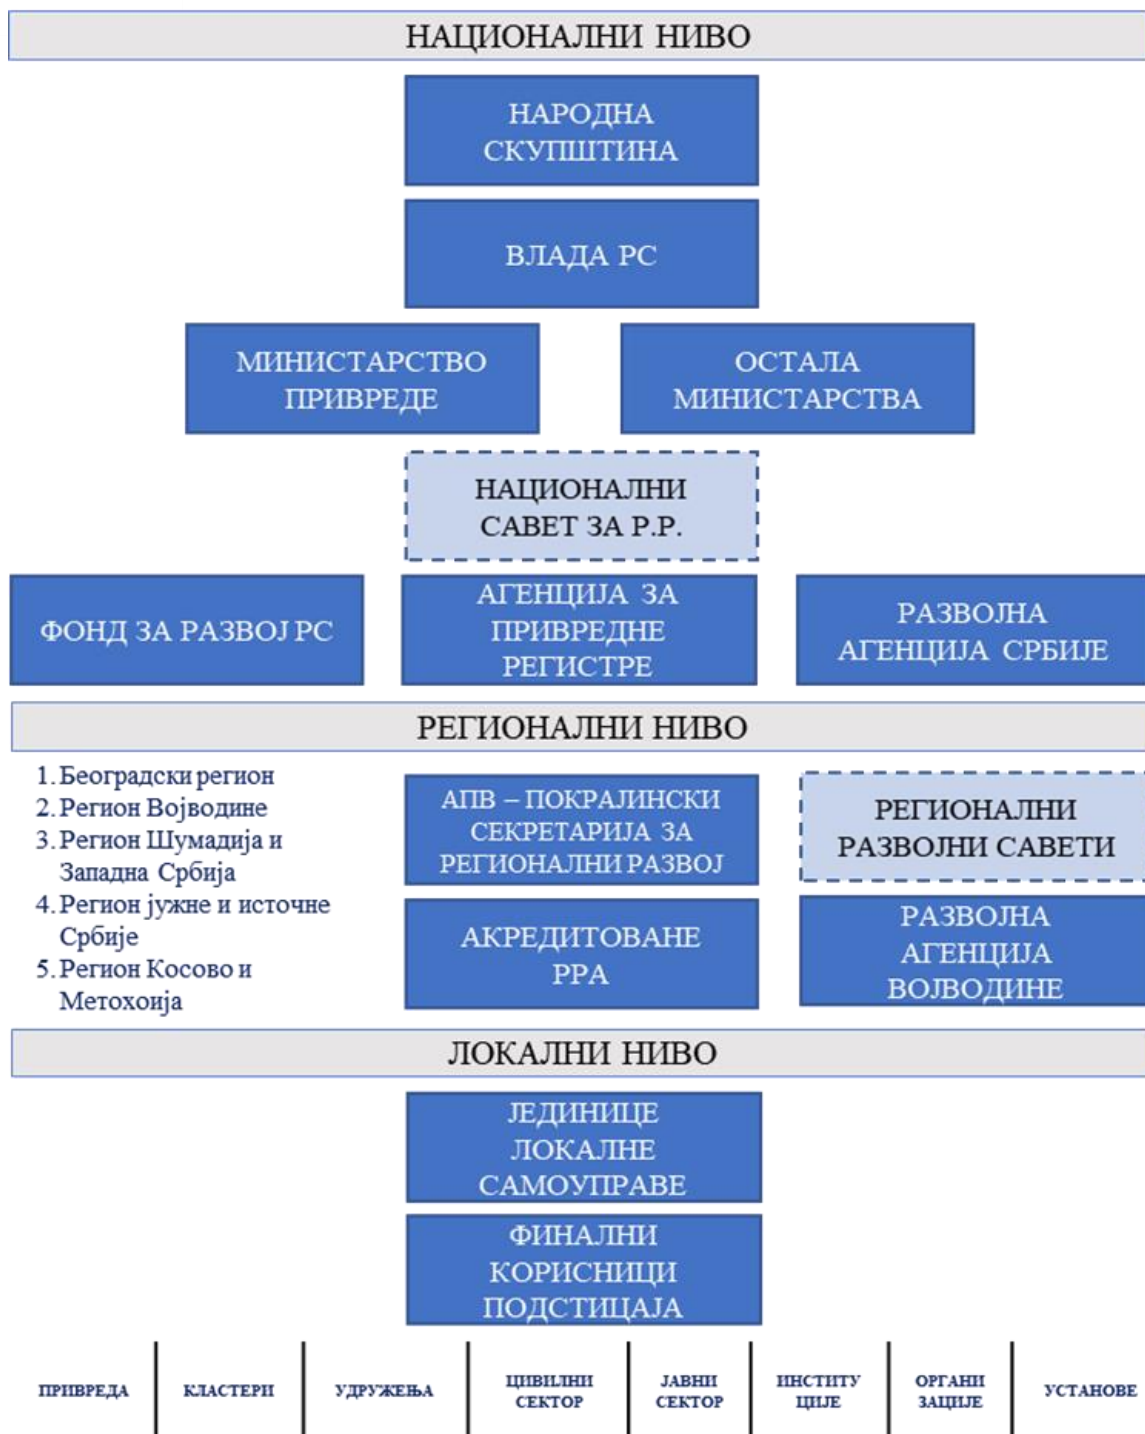 НАЦИОНАЛНИ НИВО
НАРОДНА
СКУПШТИНА
ВЛАДА РС
МИНИСТАРСТВО
ПРИВРЕДЕ
ОСТАЛА
МИНИСТАРСТВА
НАЦИОНАЛНИ
САВЕТ ЗА Р.Р.
ФОНД ЗА РАЗВОЈ РС
АГЕНЦИЈА ЗА
ПРИВРЕДНЕ
РЕГИСТРЕ
РАЗВОЈНА
АГЕНЦИЈА СРБИЈЕ
РЕГИОНАЛНИ НИВО
1. Београдски регион
2. Регион Војводине
3. Регион Шумадија и
Западна Србија
4. Регион јужне и источне
Србије
5. Регион Косово и
Метохоија
АПВ – ПОКРАЈИНСКИ
СЕКРЕТАРИЈА ЗА
РЕГИОНАЛНИ РАЗВОЈ
РЕГИОНАЛНИ
РАЗВОЈНИ САВЕТИ
АКРЕДИТОВАНЕ
РРА
РАЗВОЈНА
АГЕНЦИЈА
ВОЈВОДИНЕ
ЛОКАЛНИ НИВО
ЈЕДИНИЦЕ
ЛОКАЛНЕ
САМОУПРАВЕ
ФИНАЛНИ
КОРИСНИЦИ
ПОДСТИЦАЈА
ПРИВРЕДА
КЛАСТЕРИ
УДРУЖЕЊА
ЦИВИЛНИ
СЕКТОР
ЈАВНИ
СЕКТОР
ИНСТИТУ
ЦИЈЕ
ОРГАНИ
ЗАЦИЈЕ
УСТАНОВЕ